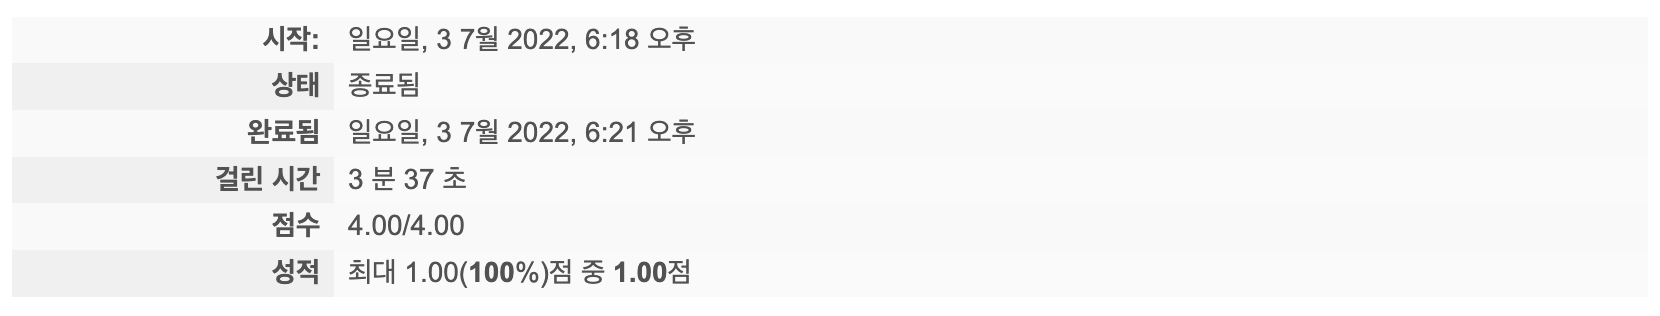 시작: 일요일, 3 7월 2022, 6:18 오후
상태 종료됨
완료됨 일요일, 3 7월 2022, 6:21 오후
걸린 시간 3 분 37 초
점수 4.00/4.00
성적 최대 1.00(100%)점 중 1.00점